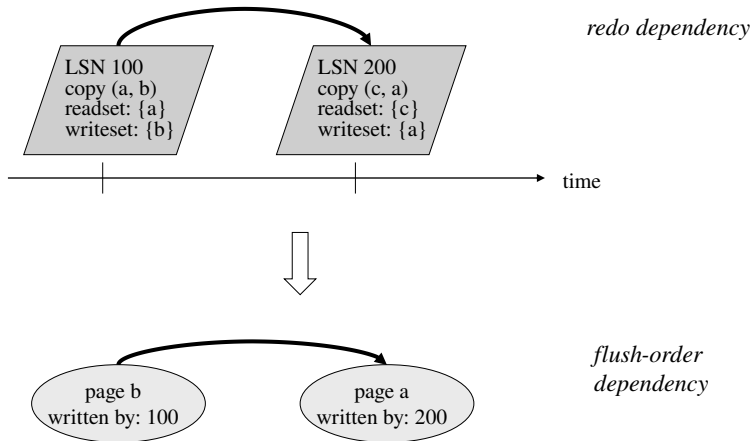 redo dependency
LSN 100
copy (a, b)
readset: {a}
writeset: {b}
LSN 200
copy (c, a)
readset: {c}
writeset: {a}
time
page b
written by: 100
page a
written by: 200
flush-order
dependency